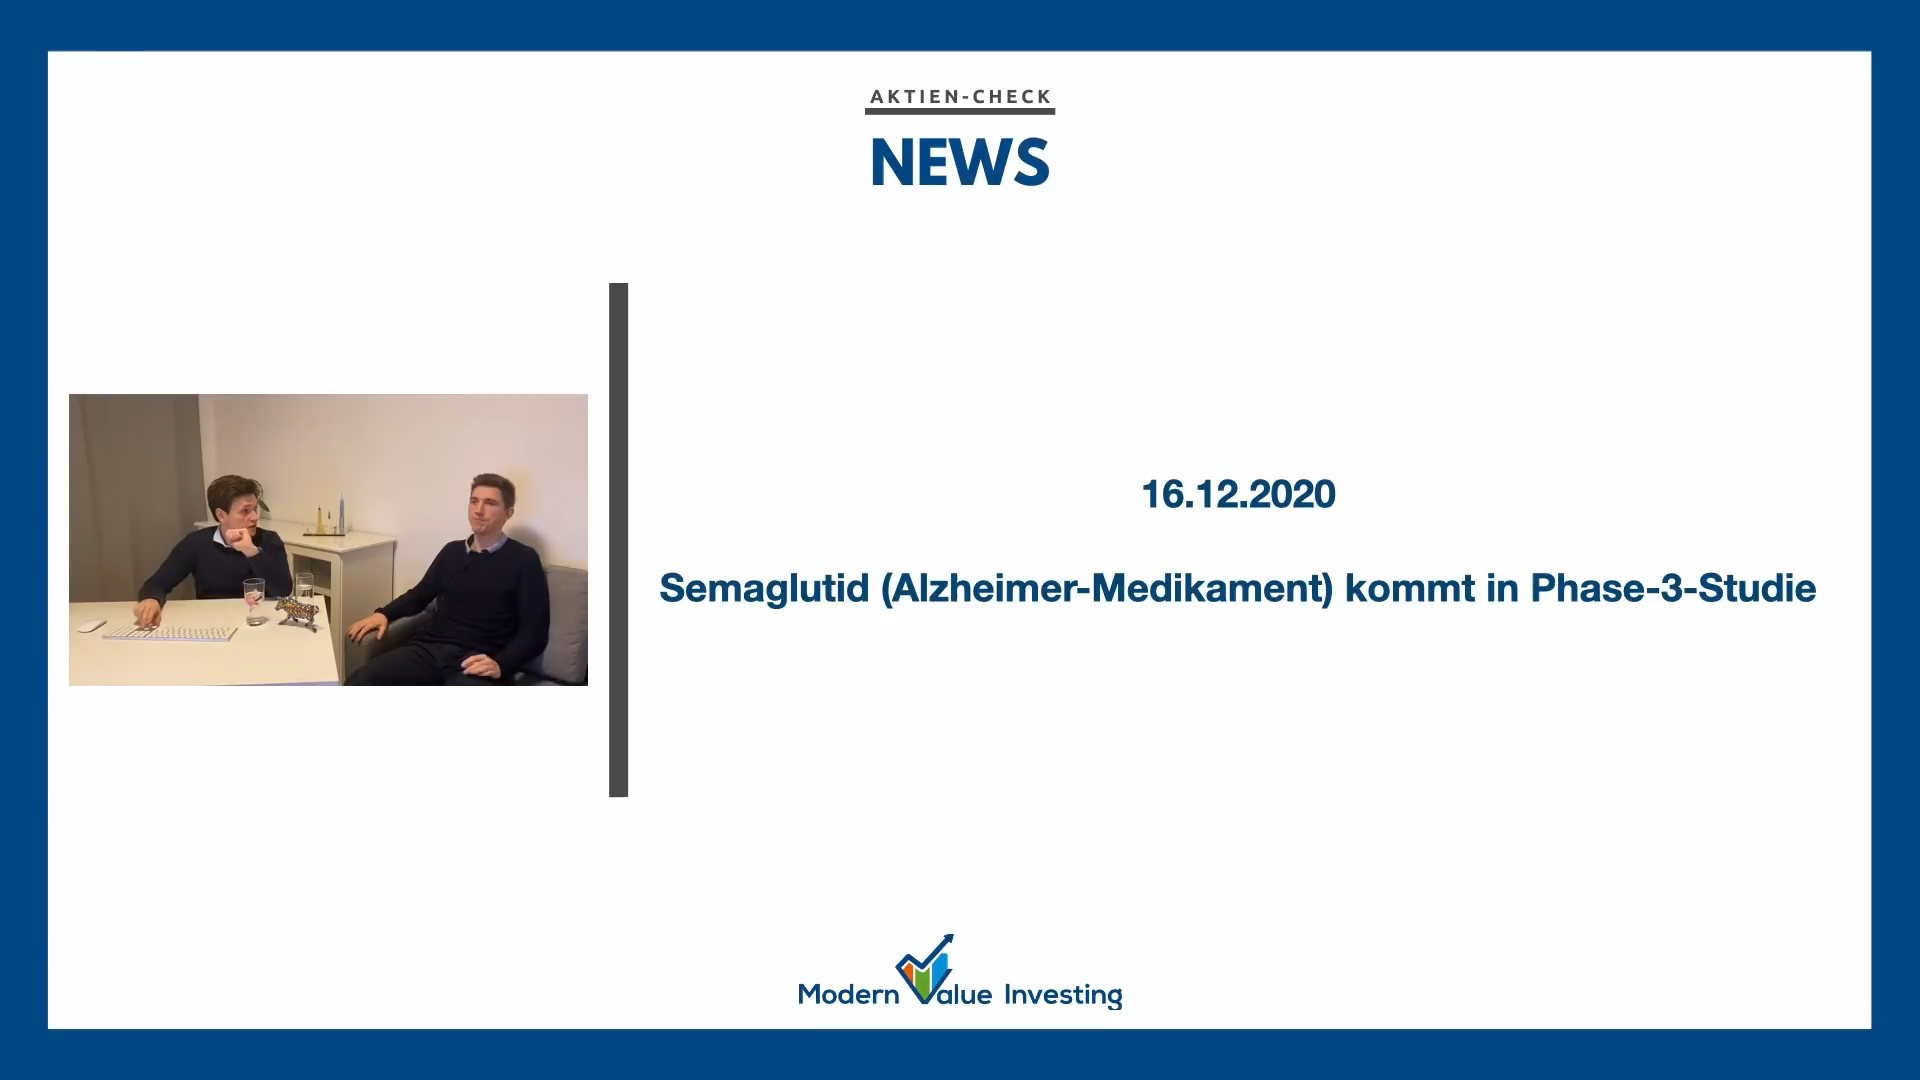 AKTIEN-CHECK
NEWS
16.12.2020
Semaglutid (Alzheimer-Medikament) kommt in Phase-3-Studie
Modern Value Investing